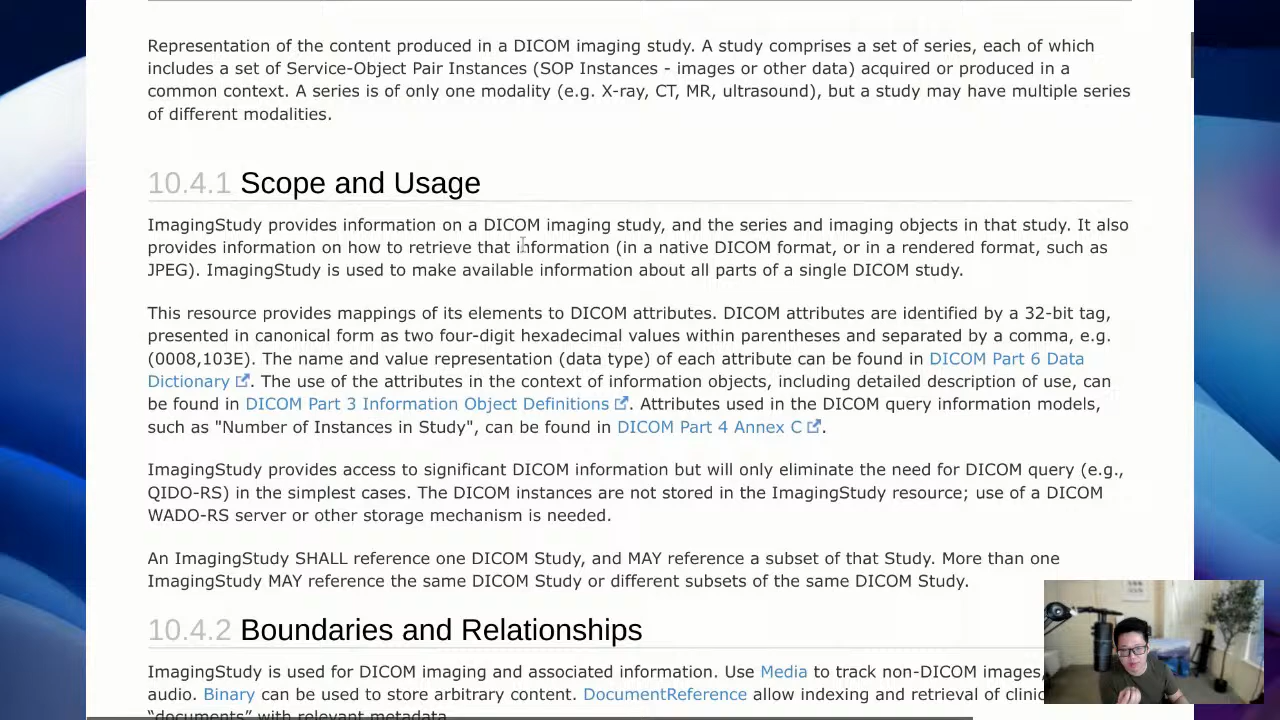 Representation of the content produced in a DICOM imaging study. A study comprises a set of series, each of which
includes a set of Service-Object Pair Instances (SOP Instances - images or other data) acquired or produced in a
common context. A series is of only one modality (e.g. X-ray, CT, MR, ultrasound), but a study may have multiple series
of different modalities.
10.4.1 Scope and Usage
ImagingStudy provides information on a DICOM imaging study, and the series and imaging objects in that study. It also
provides information on how to retrieve that information (in a native DICOM format, or in a rendered format, such as
JPEG). ImagingStudy is used to make available information about all parts of a single DICOM study.
This resource provides mappings of its elements to DICOM attributes. DICOM attributes are identified by a 32-bit tag,
presented in canonical form as two four-digit hexadecimal values within parentheses and separated by a comma, e.g.
(0008,103E). The name and value representation (data type) of each attribute can be found in DICOM Part 6 Data
Dictionary. The use of the attributes in the context of information objects, including detailed description of use, can
be found in DICOM Part 3 Information Object Definitions. Attributes used in the DICOM query information models,
such as "Number of Instances in Study", can be found in DICOM Part 4 Annex C.
ImagingStudy provides access to significant DICOM information but will only eliminate the need for DICOM query (e.g.,
QIDO-RS) in the simplest cases. The DICOM instances are not stored in the ImagingStudy resource; use of a DICOM
WADO-RS server or other storage mechanism is needed.
An ImagingStudy SHALL reference one DICOM Study, and MAY reference a subset of that Study. More than one
ImagingStudy MAY reference the same DICOM Study or different subsets of the same DICOM Study.
10.4.2 Boundaries and Relationships
ImagingStudy is used for DICOM imaging and associated information. Use Media to track non-DICOM images,
audio. Binary can be used to store arbitrary content. DocumentReference allow indexing and retrieval of clinic
“documents” with relevant metadata